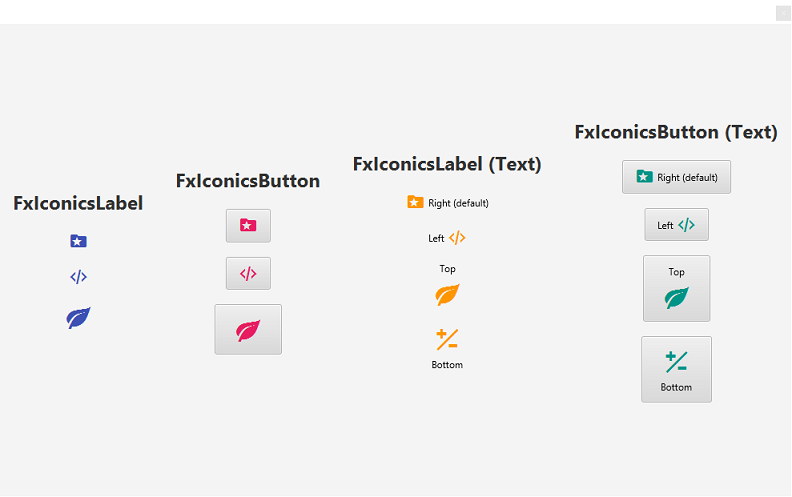 FxIconicsLabel
FxIconicsButton
FxIconicsLabel (Text)
Right (default)
Left
Top
Bottom
FxIconicsButton (Text)
Right (default)
Left
Top
Bottom